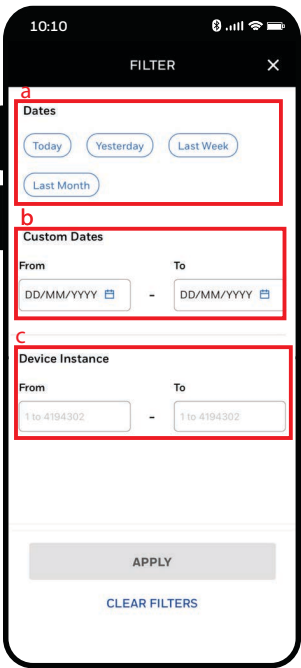 10:10
FILTER
a
Dates
Today Yesterday Last Week
Last Month
b
Custom Dates
From To
DD/MM/YYYY - DD/MM/YYYY
c
Device Instance
From To
1 to 4194302 - 1 to 4194302
APPLY
CLEAR FILTERS